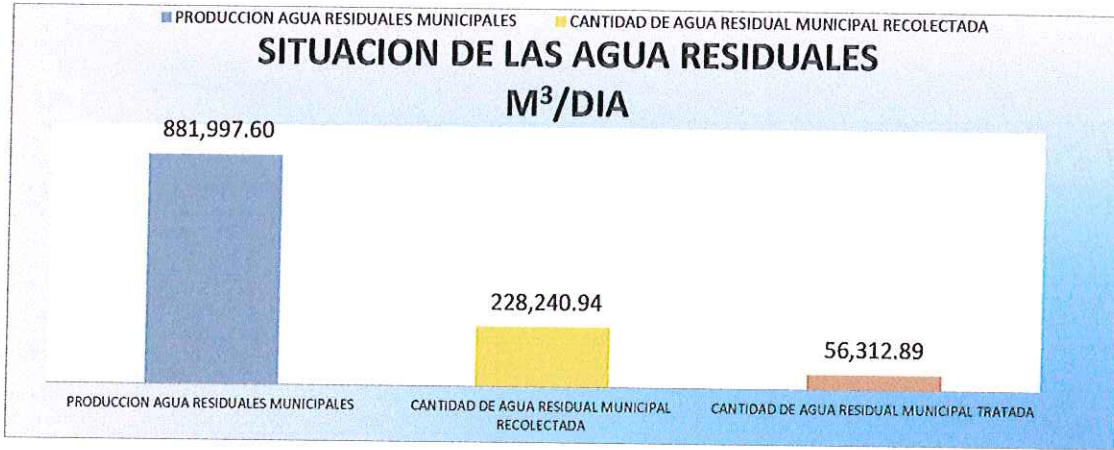 PRODUCCION AGUA RESIDUALES MUNICIPALES CANTIDAD DE AGUA RESIDUAL MUNICIPAL RECOLECTADA
SITUACION DE LAS AGUA RESIDUALES
M³/DIA
881,997.60
228,240.94
56,312.89
PRODUCCION AGUA RESIDUALES MUNICIPALES
CANTIDAD DE AGUA RESIDUAL MUNICIPAL
RECOLECTADA
CANTIDAD DE AGUA RESIDUAL MUNICIPAL TRATADA